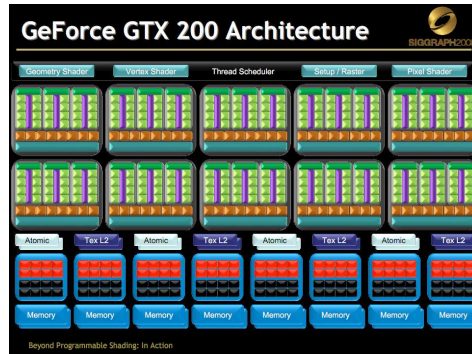 GeForce GTX 200 Architecture
SIGGRAPH2008
Geometry Shader Vertex Shader Thread Scheduler Setup / Raster Pixel Shader
Atomic Tex L2 Atomic Tex L2 Atomic Tex L2 Atomic Tex L2
Memory Memory Memory Memory Memory Memory Memory Memory
Beyond Programmable Shading: In Action